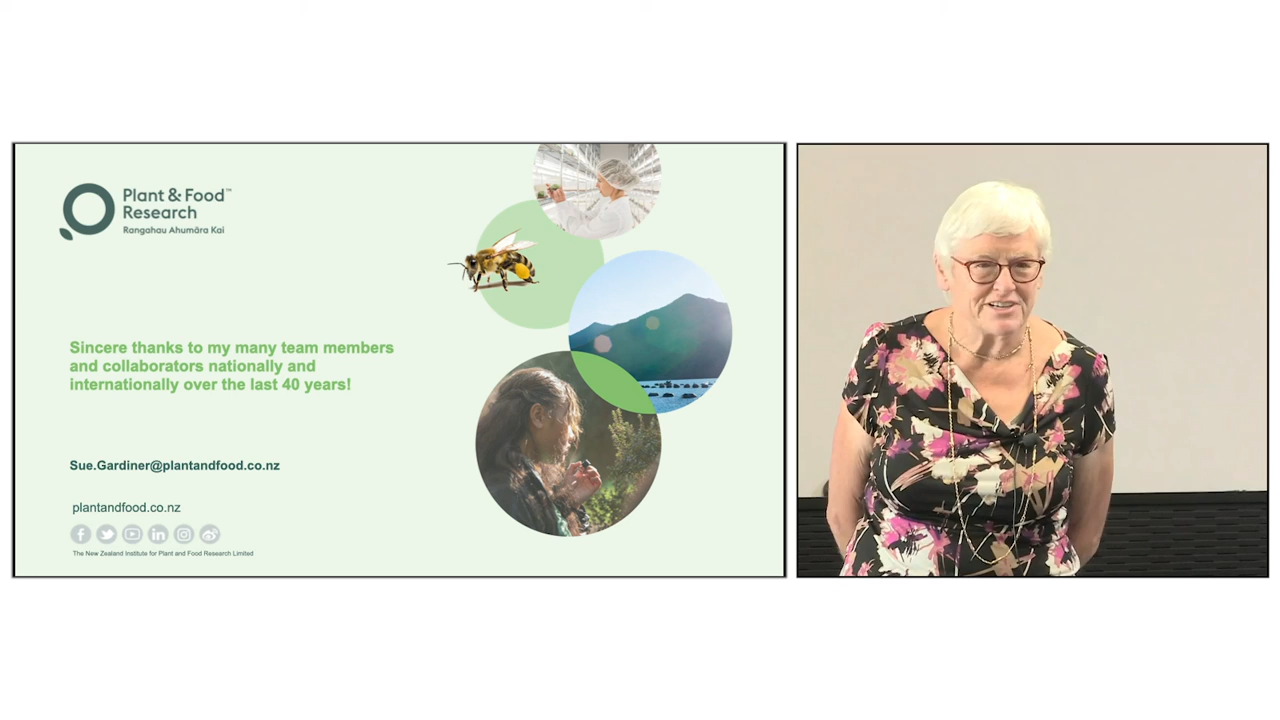 Plant & Food™
Research
Rangahau Ahumāra Kai
Sincere thanks to my many team members
and collaborators nationally and
internationally over the last 40 years!
Sue.Gardiner@plantandfood.co.nz
plantandfood.co.nz
The New Zealand Institute for Plant and Food Research Limited